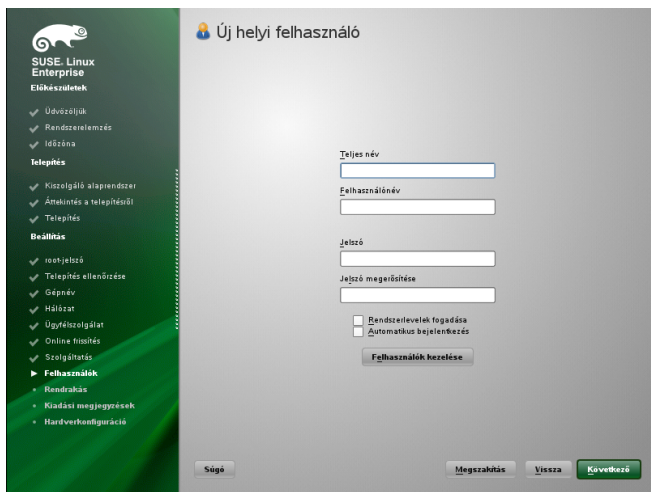 SUSE. Linux
Enterprise
Előkészületek
Üdvözöljük
Rendszerelemzés
Időzóna
Telepítés
Kiszolgáló alaprendszer
Áttekintés a telepítésről
Telepítés
Beállítás
root-jelszó
Telepítés ellenőrzése
Gépnév
Hálózat
Ügyfélszolgálat
Online frissítés
Szolgáltatás
Felhasználók
Rendrakás
Kiadási megjegyzések
Hardverkonfiguráció
Új helyi felhasználó
Teljes név
Felhasználónév
Jelszó
Jelszó megerősítése
Rendszerlevelek fogadása
Automatikus bejelentkezés
Felhasználók kezelése
Súgó
Megszakítás
Vissza
Következő